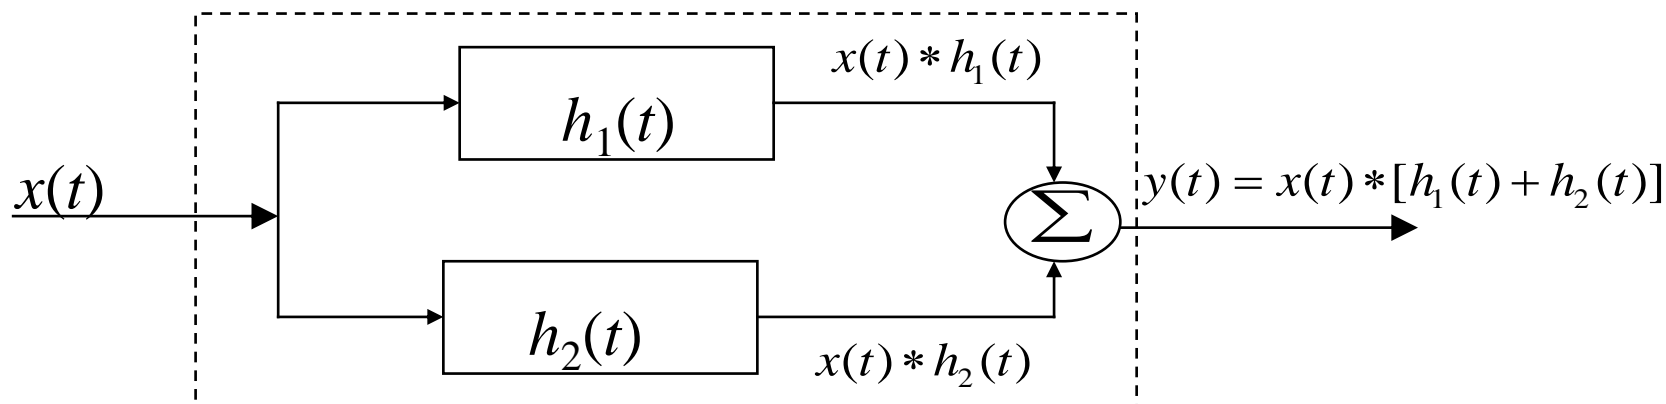 x(t)
h₁(t)
x(t) * h₁(t)
h₂(t)
x(t) * h₂(t)
Σ
y(t) = x(t) * [h₁(t) + h₂(t)]